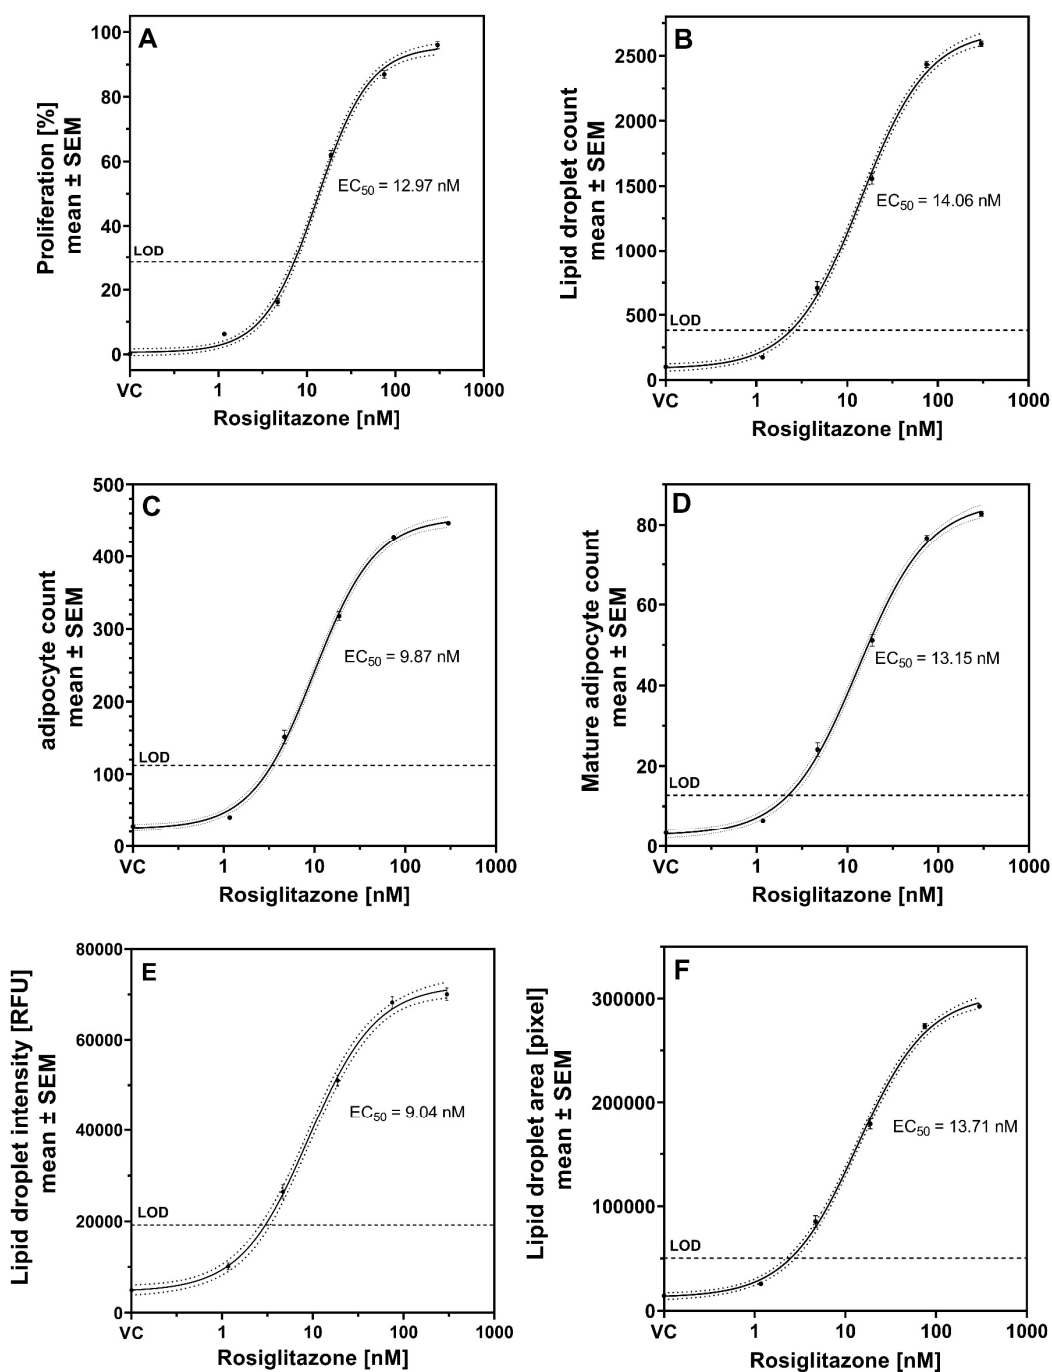 A
Proliferation [%]
mean ± SEM
100
80
60
40
20
0
LOD
EC50 = 12.97 nM
VC
1
10
100
1000
Rosiglitazone [nM]
B
Lipid droplet count
mean ± SEM
2500
2000
1500
1000
500
0
LOD
EC50 = 14.06 nM
VC
1
10
100
1000
Rosiglitazone [nM]
C
adipocyte count
mean ± SEM
500
400
300
200
100
0
LOD
EC50 = 9.87 nM
VC
1
10
100
1000
Rosiglitazone [nM]
D
Mature adipocyte count
mean ± SEM
80
60
40
20
0
LOD
EC50 = 13.15 nM
VC
1
10
100
1000
Rosiglitazone [nM]
E
Lipid droplet intensity [RFU]
mean ± SEM
80000
60000
40000
20000
0
LOD
EC50 = 9.04 nM
VC
1
10
100
1000
Rosiglitazone [nM]
F
Lipid droplet area [pixel]
mean ± SEM
300000
200000
100000
0
LOD
EC50 = 13.71 nM
VC
1
10
100
1000
Rosiglitazone [nM]